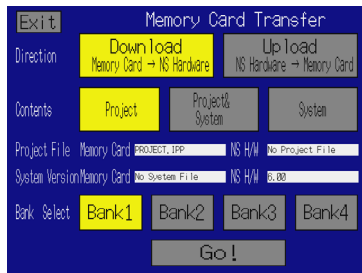 Exit
Memory Card Transfer
Direction
Download
Memory Card → NS Hardware
Upload
NS Hardware → Memory Card
Contents
Project
Project&
System
System
Project File Memory Card PROJECT.IPP NS H/W No Project File
System Version Memory Card No System File NS H/W 6.00
Bank Select Bank1 Bank2 Bank3 Bank4
Go!